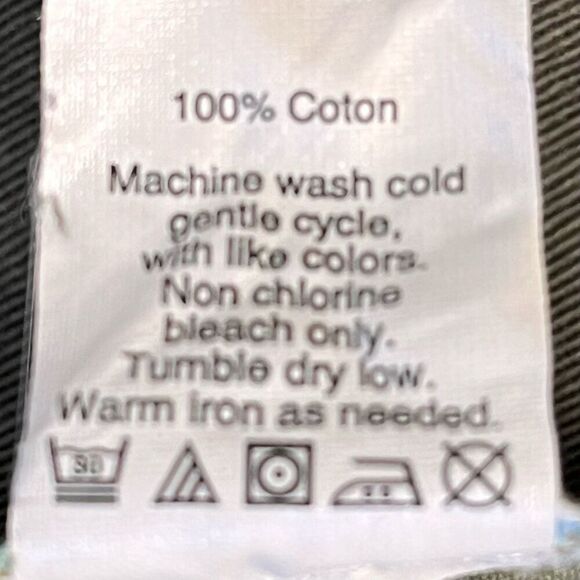 100% Coton
Machine wash cold
gentle cycle,
with like colors.
Non chlorine
bleach only.
Tumble dry low.
Warm iron as needed.
30